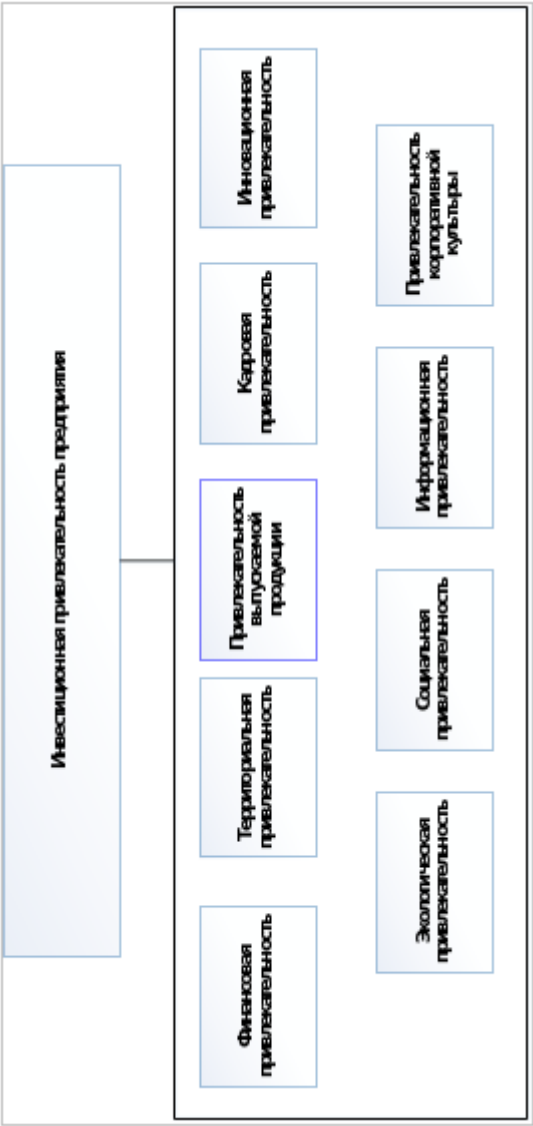 Инвестиционная привлекательность предприятия
Финансовая
привлекательность
Территориальная
привлекательность
Привлекательность
выпускаемой
продукции
Кадровая
привлекательность
Инновационная
привлекательность
Экологическая
привлекательность
Социальная
привлекательность
Информационная
привлекательность
Привлекательность
корпоративной
культыры